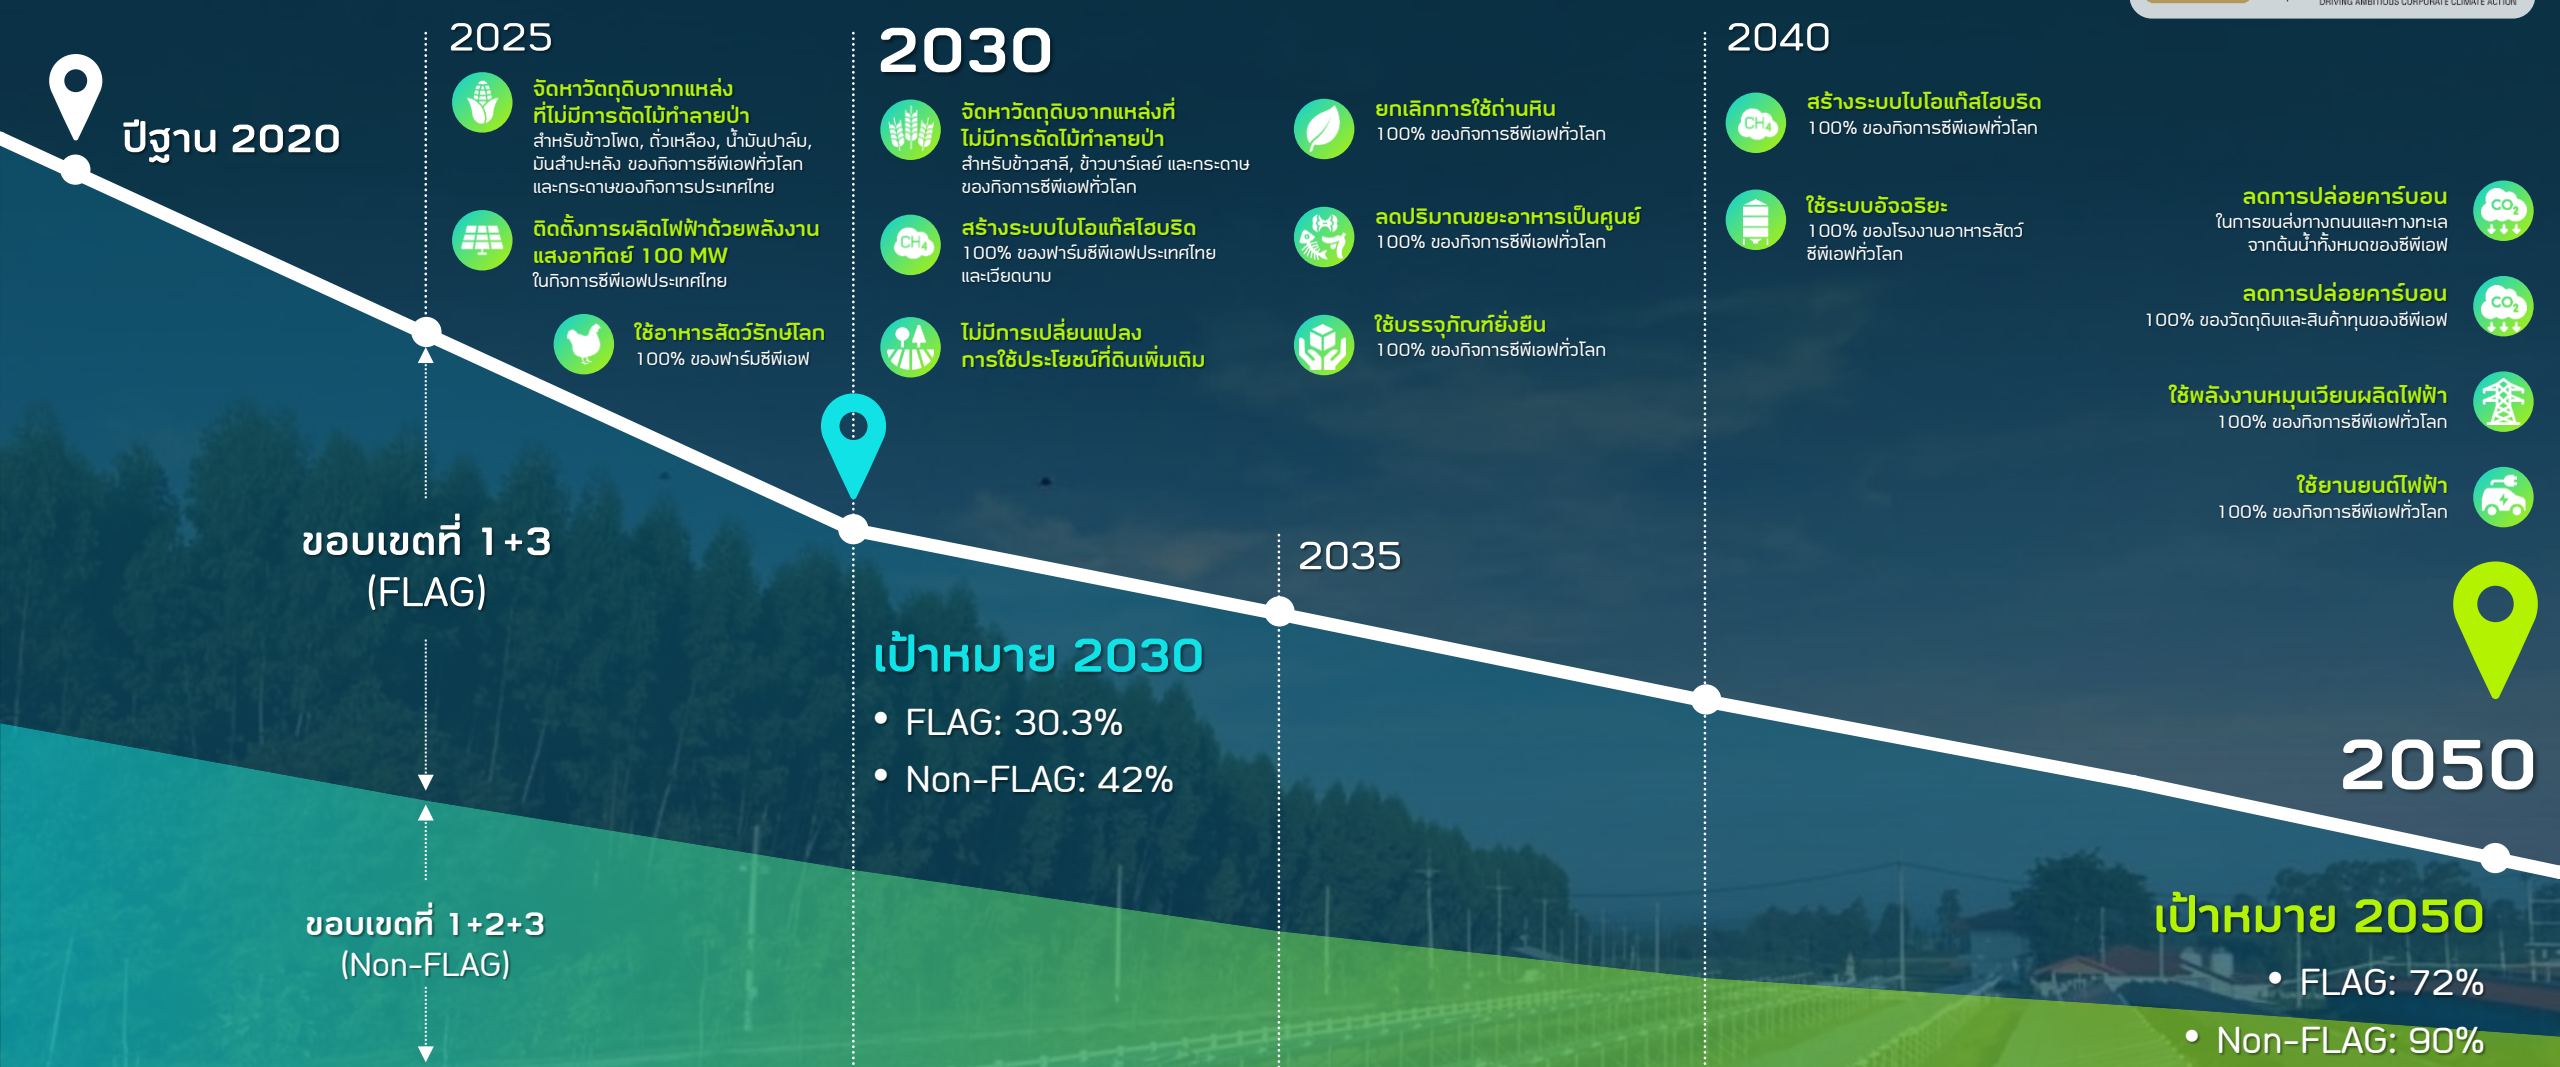 DRIVING AMBITIOUS CORPORATE CLIMATE ACTION
ปีฐาน 2020
2025
จัดหาวัตถุดิบจากแหล่ง
ที่ไม่มีการตัดไม้ทำลายป่า
สำหรับข้าวโพด, ถั่วเหลือง, น้ำมันปาล์ม,
มันสำปะหลัง ของกิจการซีพีเอฟทั่วโลก
และกระดาษของกิจการประเทศไทย
ติดตั้งการผลิตไฟฟ้าด้วยพลังงาน
แสงอาทิตย์ 100 MW
ในกิจการซีพีเอฟประเทศไทย
ใช้อาหารสัตว์รักษ์โลก
100% ของฟาร์มซีพีเอฟ
2030
จัดหาวัตถุดิบจากแหล่งที่
ไม่มีการตัดไม้ทำลายป่า
สำหรับข้าวสาลี, ข้าวบาร์เลย์ และกระดาษ
ของกิจการซีพีเอฟทั่วโลก
CH4
สร้างระบบไบโอแก๊สไฮบริด
100% ของฟาร์มซีพีเอฟประเทศไทย
และเวียดนาม
ไม่มีการเปลี่ยนแปลง
การใช้ประโยชน์ที่ดินเพิ่มเติม
ยกเลิกการใช้ถ่านหิน
100% ของกิจการซีพีเอฟทั่วโลก
ลดปริมาณขยะอาหารเป็นศูนย์
100% ของกิจการซีพีเอฟทั่วโลก
ใช้บรรจุภัณฑ์ยั่งยืน
100% ของกิจการซีพีเอฟทั่วโลก
2040
CH4
สร้างระบบไบโอแก๊สไฮบริด
100% ของกิจการซีพีเอฟทั่วโลก
ใช้ระบบอัจฉริยะ
100% ของโรงงานอาหารสัตว์
ซีพีเอฟทั่วโลก
ลดการปล่อยคาร์บอน
ในการขนส่งทางถนนและทางทะเล
จากต้นน้ำทั้งหมดของซีพีเอฟ
CO2
ลดการปล่อยคาร์บอน
100% ของวัตถุดิบและสินค้าทุนของซีพีเอฟ
CO2
ใช้พลังงานหมุนเวียนผลิตไฟฟ้า
100% ของกิจการซีพีเอฟทั่วโลก
ใช้ยานยนต์ไฟฟ้า
100% ของกิจการซีพีเอฟทั่วโลก
ขอบเขตที่ 1+3
(FLAG)
2035
เป้าหมาย 2030
• FLAG: 30.3%
• Non-FLAG: 42%
2050
ขอบเขตที่ 1+2+3
(Non-FLAG)
เป้าหมาย 2050
• FLAG: 72%
• Non-FLAG: 90%